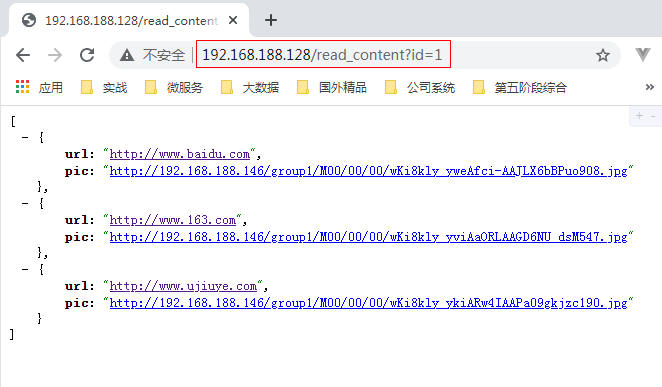 192.168.188.128/read_content
不安全 | 192.168.188.128/read_content?id=1
应用 实战 微服务 大数据 国外精品 公司系统 第五阶段综合 »
+ -
[
- {
url: "http://www.baidu.com",
pic: "http://192.168.188.146/group1/M00/00/00/wKi8kly_yweAfci-AAJLX6bBPuo908.jpg"
},
- {
url: "http://www.163.com",
pic: "http://192.168.188.146/group1/M00/00/00/wKi8kly_yviAaORLAAGD6NU_dsM547.jpg"
},
- {
url: "http://www.ujiuye.com",
pic: "http://192.168.188.146/group1/M00/00/00/wKi8kly_ykiARw4IAAPa09gkjzc190.jpg"
}
]